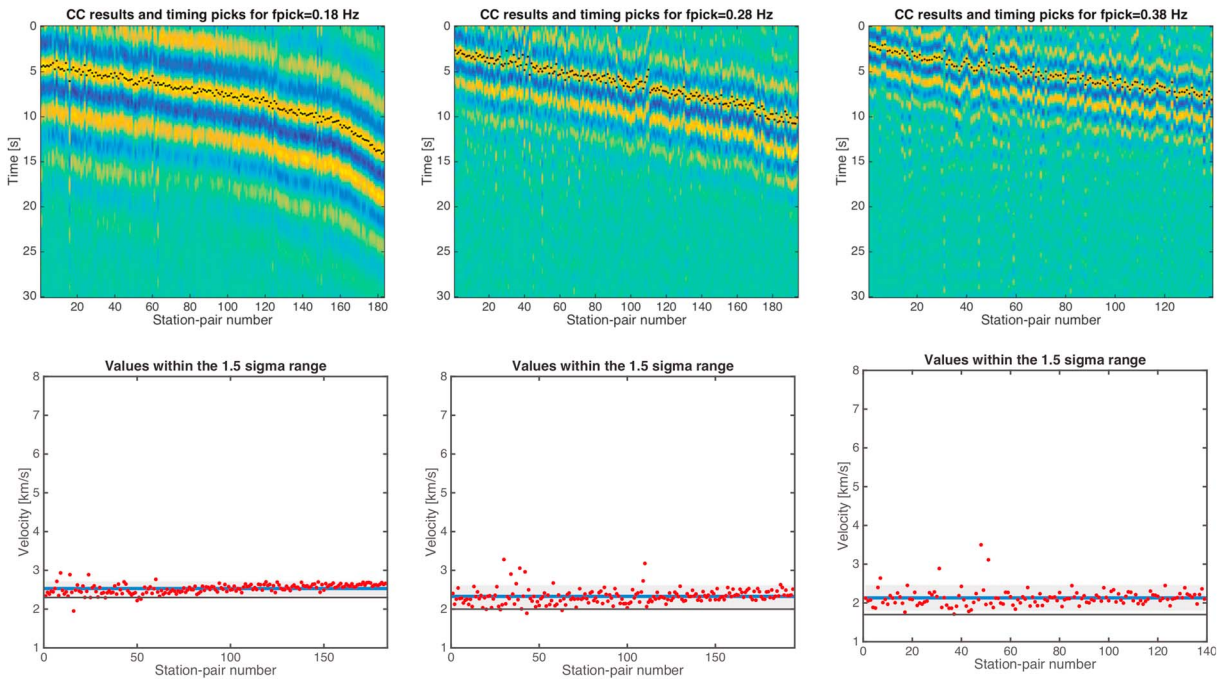 CC results and timing picks for fpick=0.18 Hz
0
5
10
15
20
25
30
Time [s]
20 40 60 80 100 120 140 160 180
Station-pair number
CC results and timing picks for fpick=0.28 Hz
0
5
10
15
20
25
30
Time [s]
20 40 60 80 100 120 140 160 180
Station-pair number
CC results and timing picks for fpick=0.38 Hz
0
5
10
15
20
25
30
Time [s]
20 40 60 80 100 120
Station-pair number
Values within the 1.5 sigma range
8
7
6
5
4
3
2
1
Velocity [km/s]
0 50 100 150
Station-pair number
Values within the 1.5 sigma range
8
7
6
5
4
3
2
1
Velocity [km/s]
0 50 100 150
Station-pair number
Values within the 1.5 sigma range
8
7
6
5
4
3
2
1
Velocity [km/s]
0 20 40 60 80 100 120 140
Station-pair number